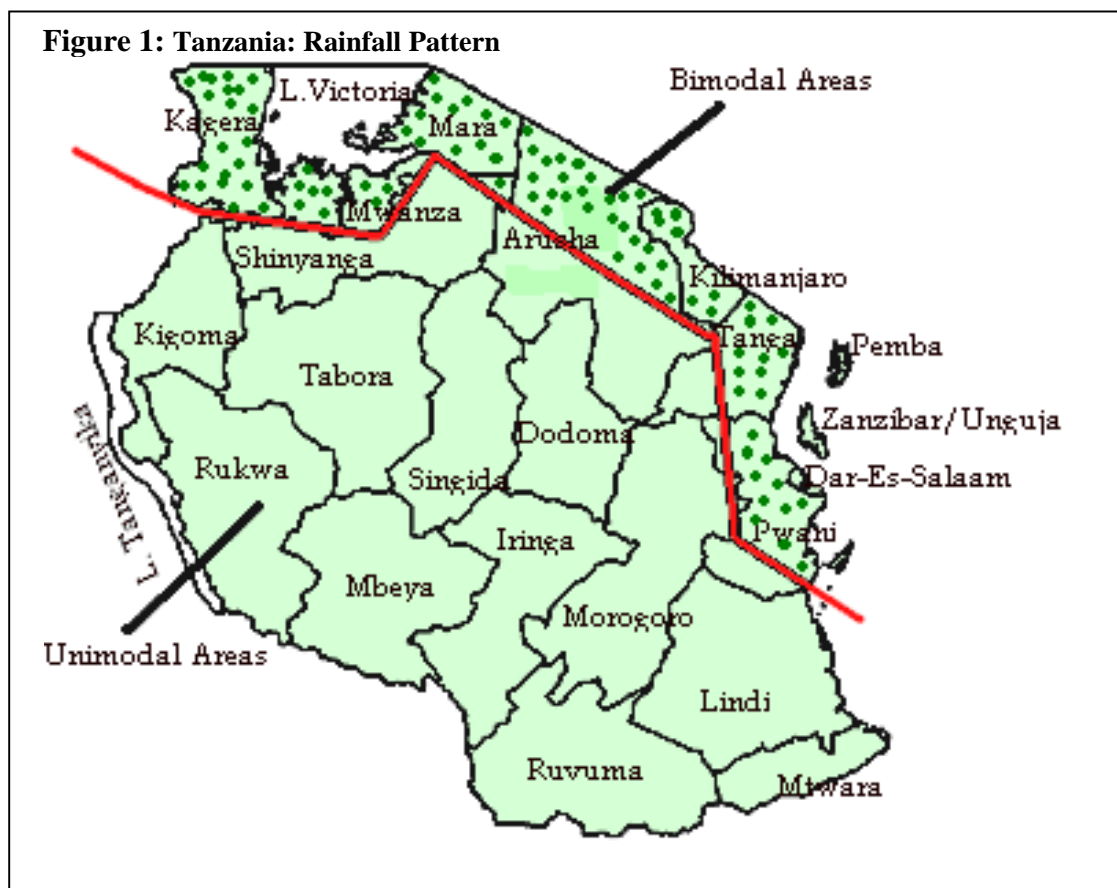 Figure 1: Tanzania: Rainfall Pattern
Bimodal Areas
L.Victoria
Kagera
Mara
Mwanza
Arusha
Shinyanga
Kilimanjaro
Kigoma
Tanga
Pemba
Tabora
Zanzibar/Unguja
Dodoma
Rukwa
Singida
Dar-Es-Salaam
L. Tanganyika
Iringa
Pwani
Mbeya
Morogoro
Unimodal Areas
Lindi
Ruvuma
Mtwara